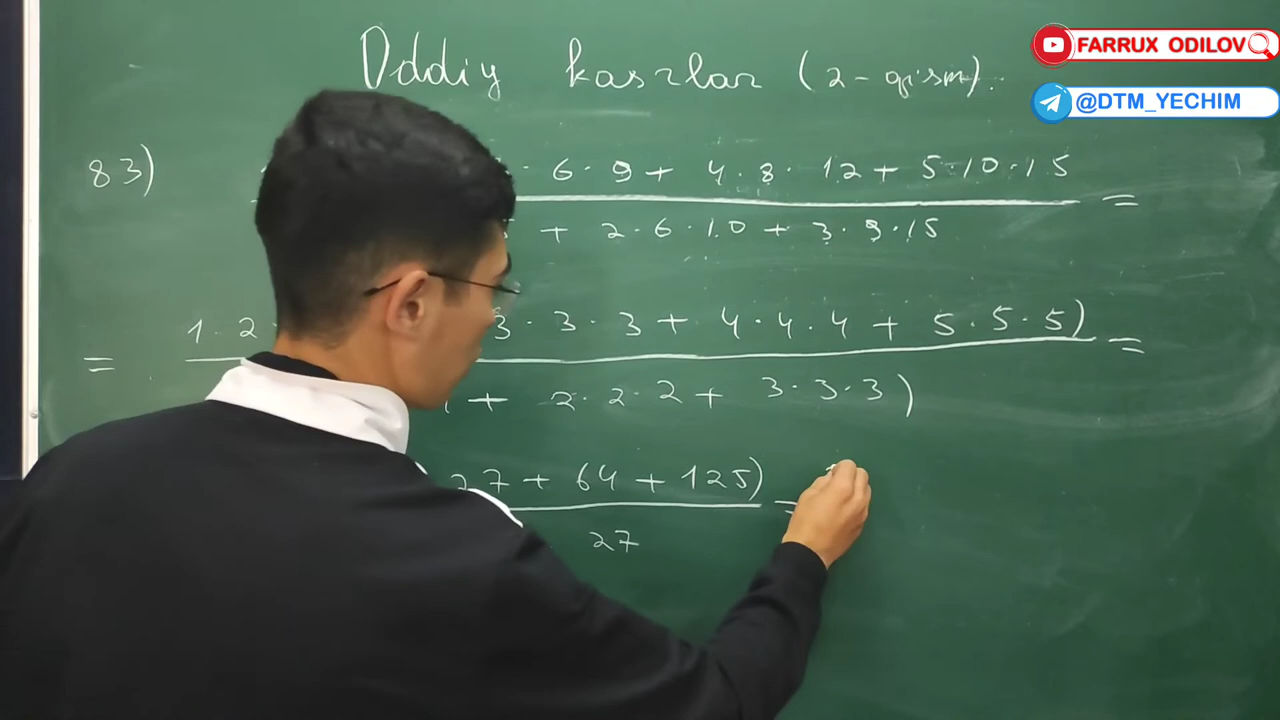 Oddiy kasrlar (2-qism).
FARRUX ODILOV
@DTM_YECHIM
83) · 6 · 9 + 4 · 8 · 12 + 5 · 10 · 15 =
+ 2 · 6 · 10 + 3 · 9 · 15
= 1 · 2 · 3 · 3 · 3 + 4 · 4 · 4 + 5 · 5 · 5) =
+ 2 · 2 · 2 + 3 · 3 · 3)
27 + 64 + 125) =
27